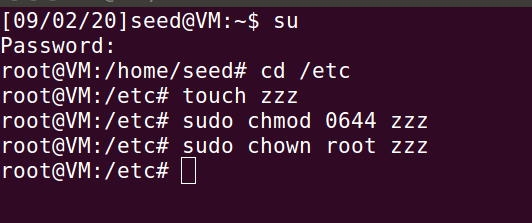 [09/02/20]seed@VM:~$ su
Password:
root@VM:/home/seed# cd /etc
root@VM:/etc# touch zzz
root@VM:/etc# sudo chmod 0644 zzz
root@VM:/etc# sudo chown root zzz
root@VM:/etc#